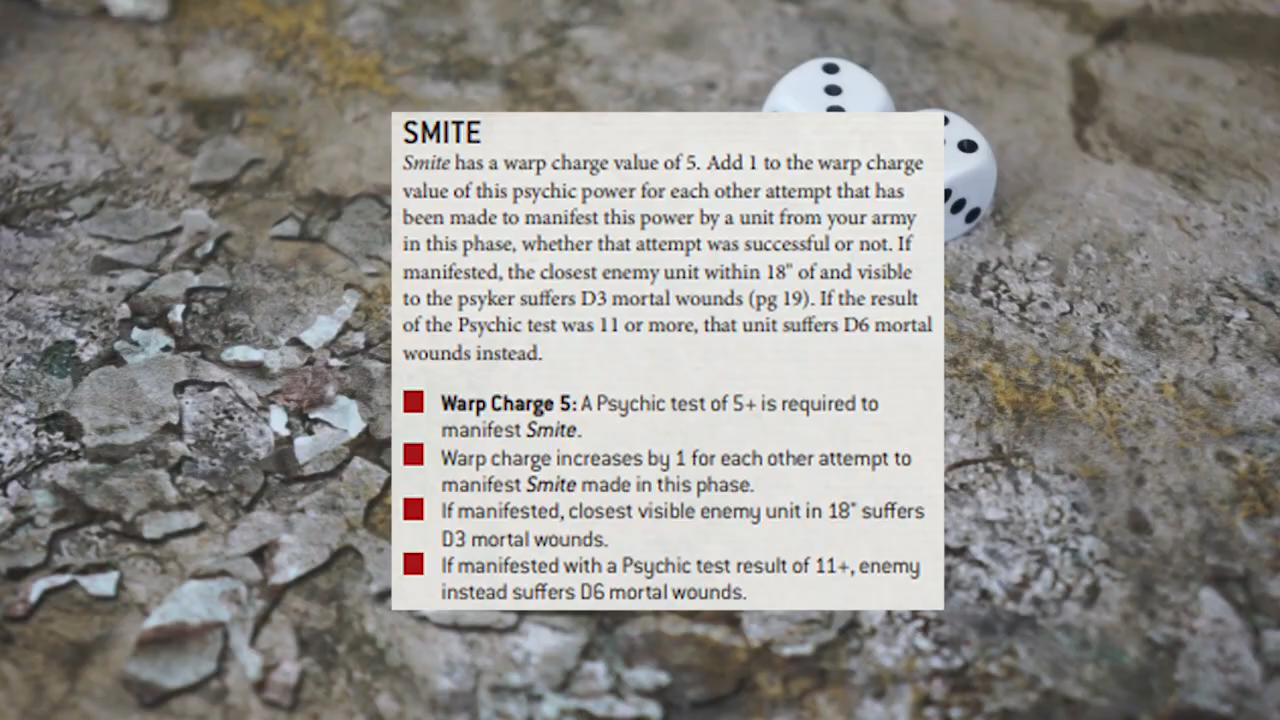 SMITE
Smite has a warp charge value of 5. Add 1 to the warp charge
value of this psychic power for each other attempt that has
been made to manifest this power by a unit from your army
in this phase, whether that attempt was successful or not. If
manifested, the closest enemy unit within 18" of and visible
to the psyker suffers D3 mortal wounds (pg 19). If the result
of the Psychic test was 11 or more, that unit suffers D6 mortal
wounds instead.
Warp Charge 5: A Psychic test of 5+ is required to
manifest Smite.
Warp charge increases by 1 for each other attempt to
manifest Smite made in this phase.
If manifested, closest visible enemy unit in 18" suffers
D3 mortal wounds.
If manifested with a Psychic test result of 11+, enemy
instead suffers D6 mortal wounds.